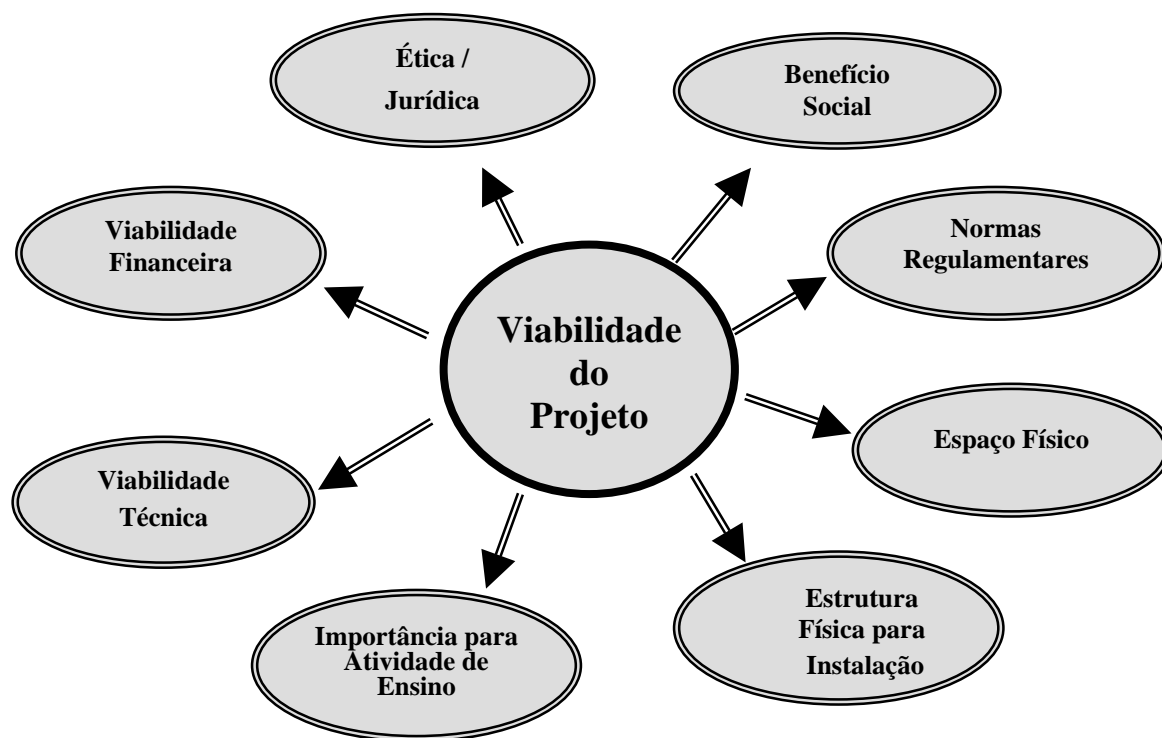 Ética /
Jurídica
Benefício
Social
Viabilidade
Financeira
Normas
Regulamentares
Viabilidade
do
Projeto
Espaço Físico
Viabilidade
Técnica
Estrutura
Física para
Instalação
Importância para
Atividade de
Ensino